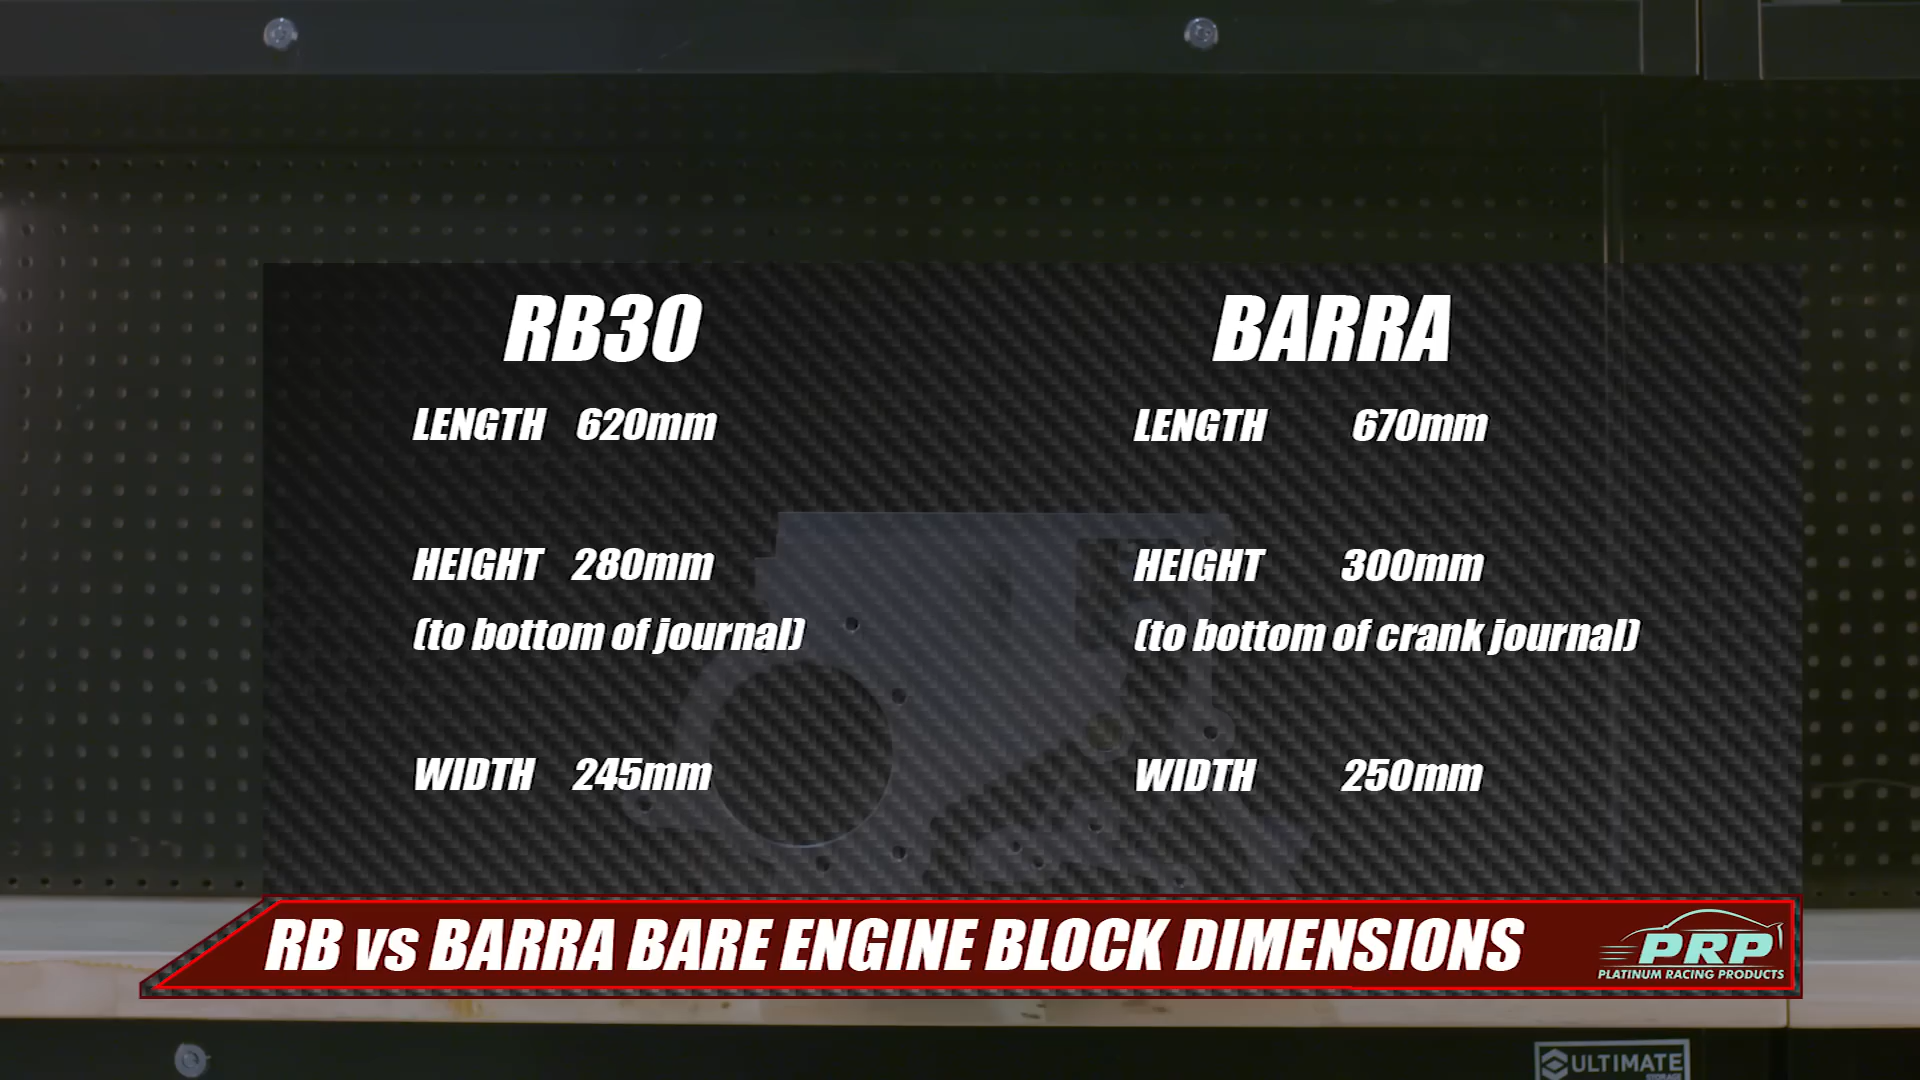 RB30
LENGTH 620mm
HEIGHT 280mm
(to bottom of journal)
WIDTH 245mm
BARRA
LENGTH 670mm
HEIGHT 300mm
(to bottom of crank journal)
WIDTH 250mm
RB vs BARRA BARE ENGINE BLOCK DIMENSIONS
PRP
PLATINUM RACING PRODUCTS
ULTIMATE
STORAGE